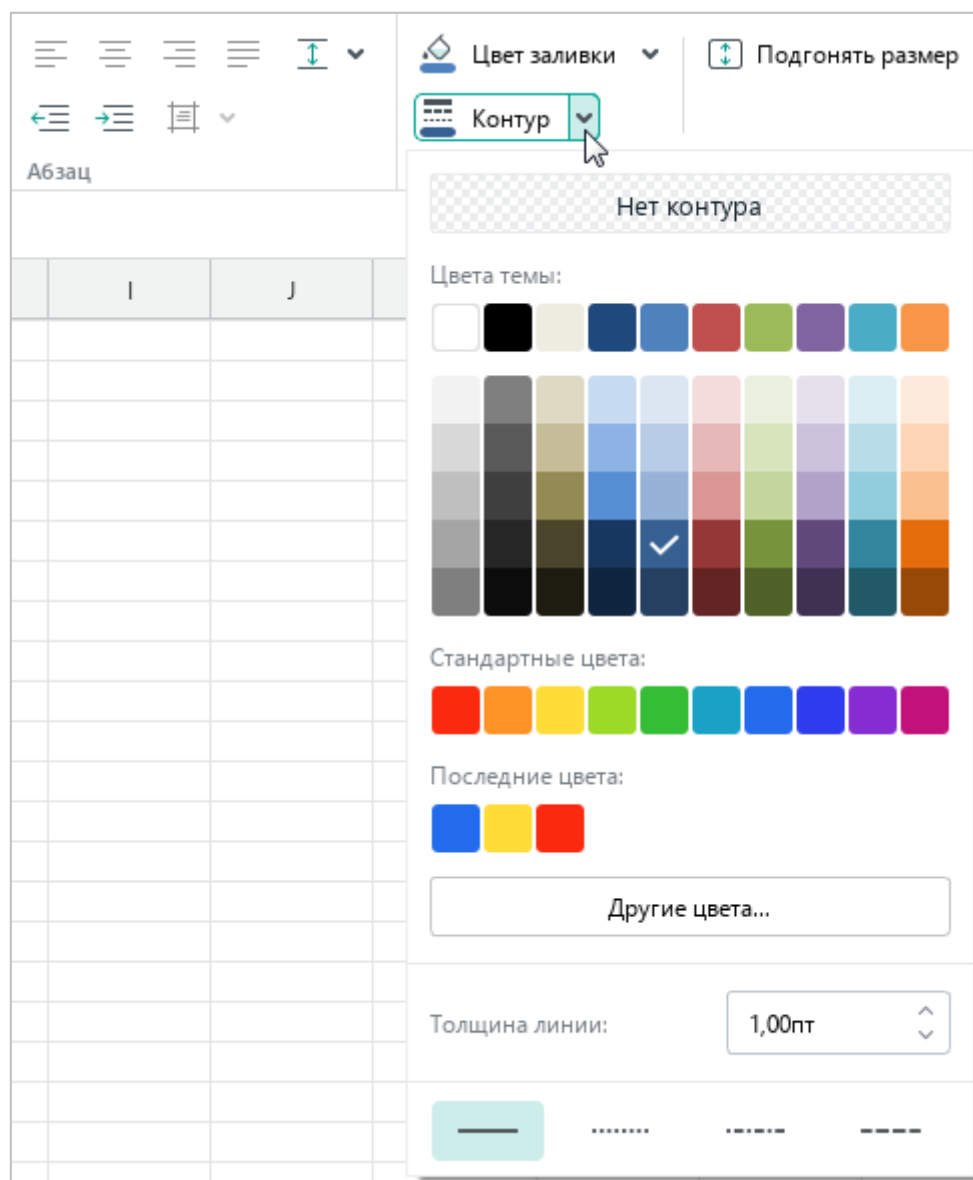 Цвет заливки
Подгонять размер
Контур
Абзац
Нет контура
I J
Цвета темы:
Стандартные цвета:
Последние цвета:
Другие цвета...
Толщина линии: 1,00пт